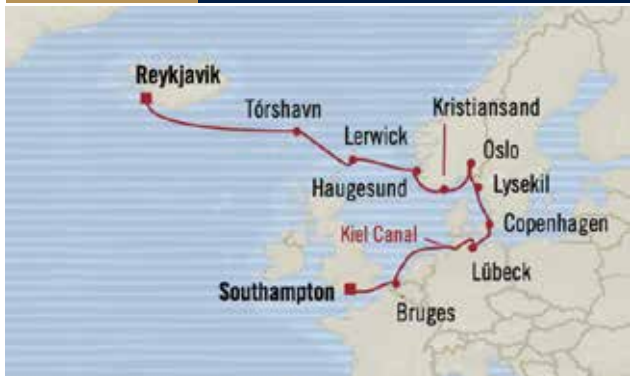 Reykjavik
Tórshavn
Kristiansand
Lerwick
Oslo
Haugesund
Lysekil
Copenhagen
Kiel Canal
Lübeck
Southampton
Bruges